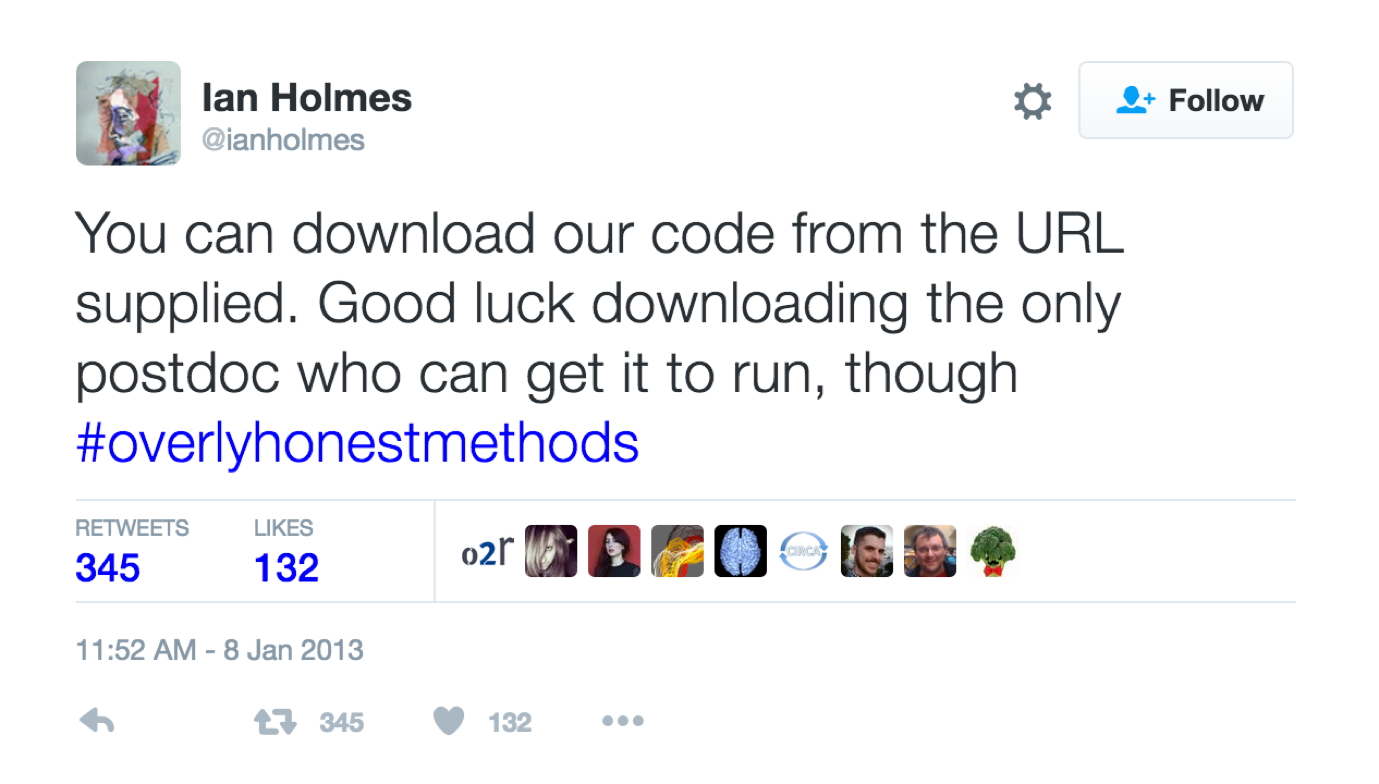 Ian Holmes
@ianholmes
Follow
You can download our code from the URL
supplied. Good luck downloading the only
postdoc who can get it to run, though
#overlyhonestmethods
RETWEETS LIKES
345 132
o2r
CIRCA
11:52 AM - 8 Jan 2013
345 132